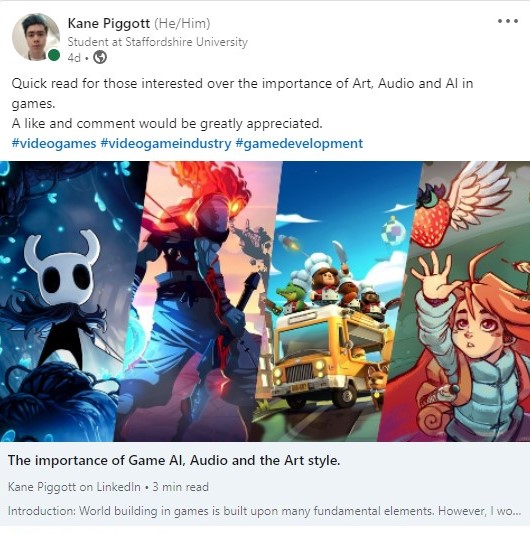 Kane Piggott (He/Him)
Student at Staffordshire University
4d •
Quick read for those interested over the importance of Art, Audio and AI in
games.
A like and comment would be greatly appreciated.
#videogames #videogameindustry #gamedevelopment
The importance of Game AI, Audio and the Art style.
Kane Piggott on LinkedIn • 3 min read
Introduction: World building in games is built upon many fundamental elements. However, I wo...